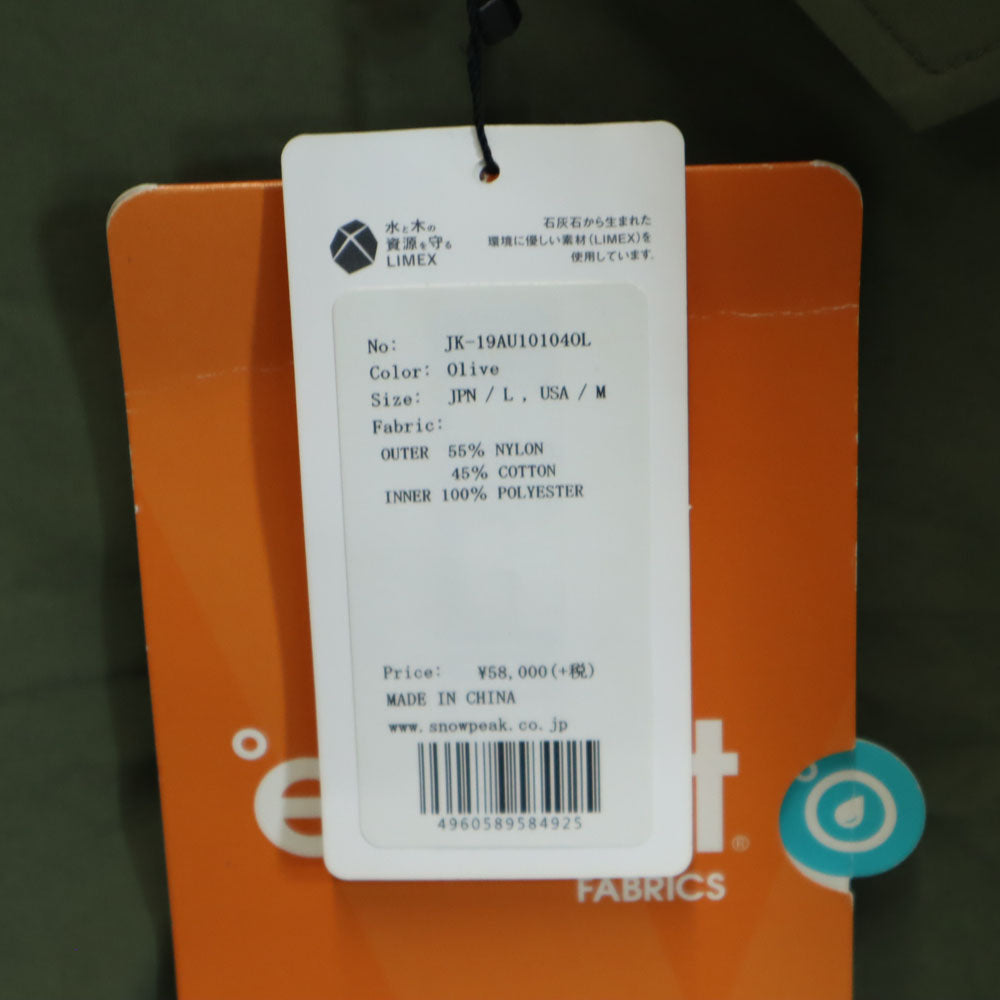 水と木の
資源を守る
LIMEX
石灰石から生まれた
環境に優しい素材(LIMEX)を
使用しています.
No: JK-19AU10104OL
Color: Olive
Size: JPN / L , USA / M
Fabric:
OUTER 55% NYLON
45% COTTON
INNER 100% POLYESTER
Price: ¥58,000(+税)
MADE IN CHINA
www.snowpeak.co.jp
4960589584925
®
FABRICS